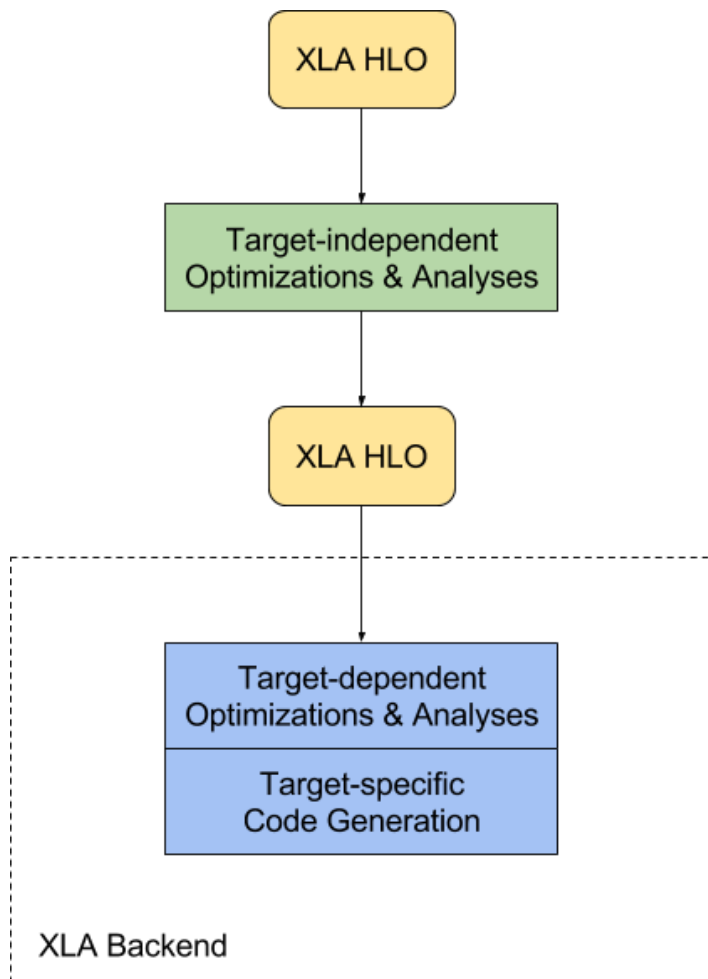 XLA HLO
Target-independent
Optimizations & Analyses
XLA HLO
Target-dependent
Optimizations & Analyses
Target-specific
Code Generation
XLA Backend